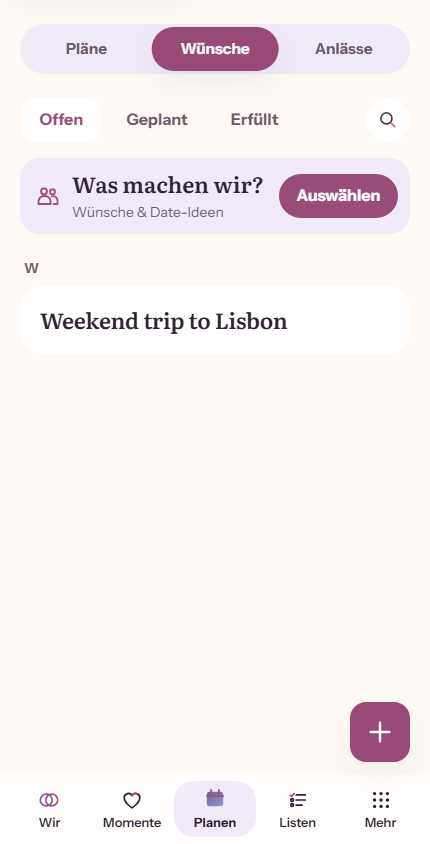 Pläne
Wünsche
Anlässe
Offen
Geplant
Erfüllt
Was machen wir?
Wünsche & Date-Ideen
Auswählen
W
Weekend trip to Lisbon
Wir
Momente
Planen
Listen
Mehr